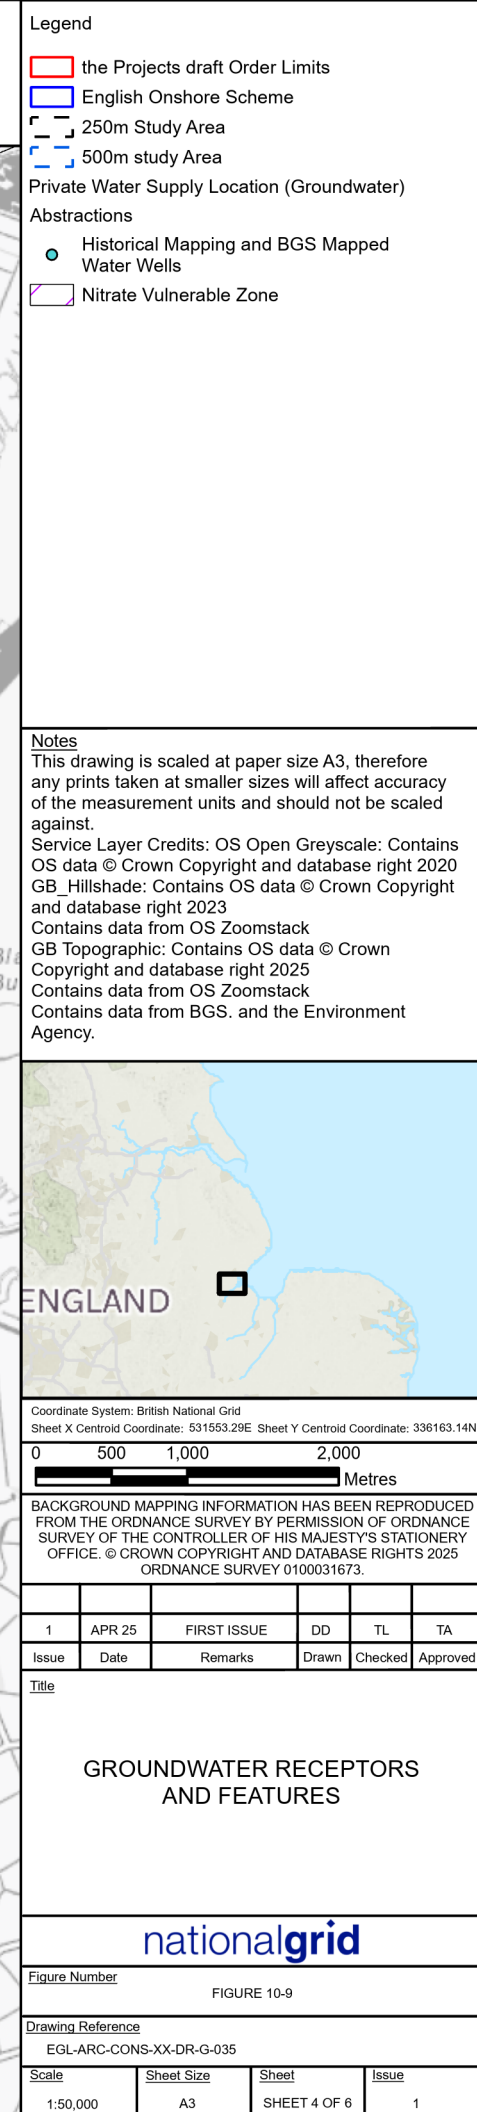 Legend
the Projects draft Order Limits
English Onshore Scheme
250m Study Area
500m study Area
Private Water Supply Location (Groundwater)
Abstractions
Historical Mapping and BGS Mapped
Water Wells
Nitrate Vulnerable Zone
Notes
This drawing is scaled at paper size A3, therefore
any prints taken at smaller sizes will affect accuracy
of the measurement units and should not be scaled
against.
Service Layer Credits: OS Open Greyscale: Contains
OS data © Crown Copyright and database right 2020
GB_Hillshade: Contains OS data © Crown Copyright
and database right 2023
Contains data from OS Zoomstack
GB Topographic: Contains OS data © Crown
Copyright and database right 2025
Contains data from OS Zoomstack
Contains data from BGS. and the Environment
Agency.
ENGLAND
Coordinate System: British National Grid
Sheet X Centroid Coordinate: 531553.29E Sheet Y Centroid Coordinate: 336163.14N
0 500 1,000 2,000
Metres
BACKGROUND MAPPING INFORMATION HAS BEEN REPRODUCED
FROM THE ORDNANCE SURVEY BY PERMISSION OF ORDNANCE
SURVEY OF THE CONTROLLER OF HIS MAJESTY'S STATIONERY
OFFICE. © CROWN COPYRIGHT AND DATABASE RIGHTS 2025
ORDNANCE SURVEY 0100031673.
1 APR 25 FIRST ISSUE DD TL TA
Issue Date Remarks Drawn Checked Approved
Title
GROUNDWATER RECEPTORS
AND FEATURES
nationalgrid
Figure Number
FIGURE 10-9
Drawing Reference
EGL-ARC-CONS-XX-DR-G-035
Scale Sheet Size Sheet Issue
1:50,000 A3 SHEET 4 OF 6 1